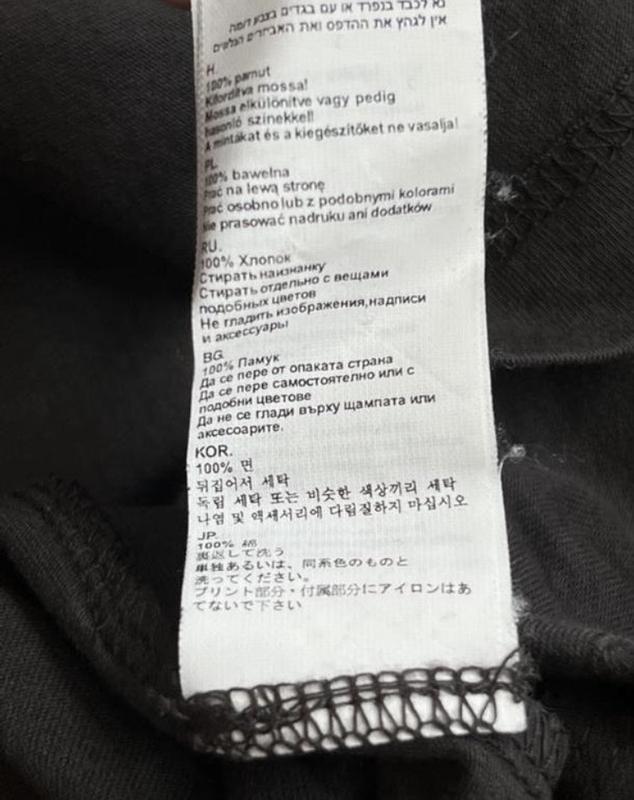 לא לכבד בנפרד או עם בגדים בצבע דומה
אין לגהץ את ההדפס ואת האביזרים הנלווים
H.
100% pamut
Kifordítva mossa!
Mossa elkülönítve vagy pedig
hasonló színekkel!
A mintákat és a kiegészítőket ne vasalja!
PL.
100% bawełna
Prać na lewą stronę
Prać osobno lub z podobnymi kolorami
Nie prasować nadruku ani dodatków
RU.
100% Хлопок
Стирать наизнанку
Стирать отдельно с вещами
подобных цветов
Не гладить изображения,надписи
и аксессуары
BG.
100% Памук
Да се пере от опаката страна
Да се пере самостоятелно или с
подобни цветове
Да не се глади върху щампата или
аксесоарите.
KOR.
100% 면
뒤집어서 세탁
독립 세탁 또는 비슷한 색상끼리 세탁
나염 및 액세서리에 다림질하지 마십시오
JP.
100% 綿
裏返して洗う
単独あるいは、同系色のものと
洗ってください。
プリント部分・付属部分にアイロンはあ
てないで下さい